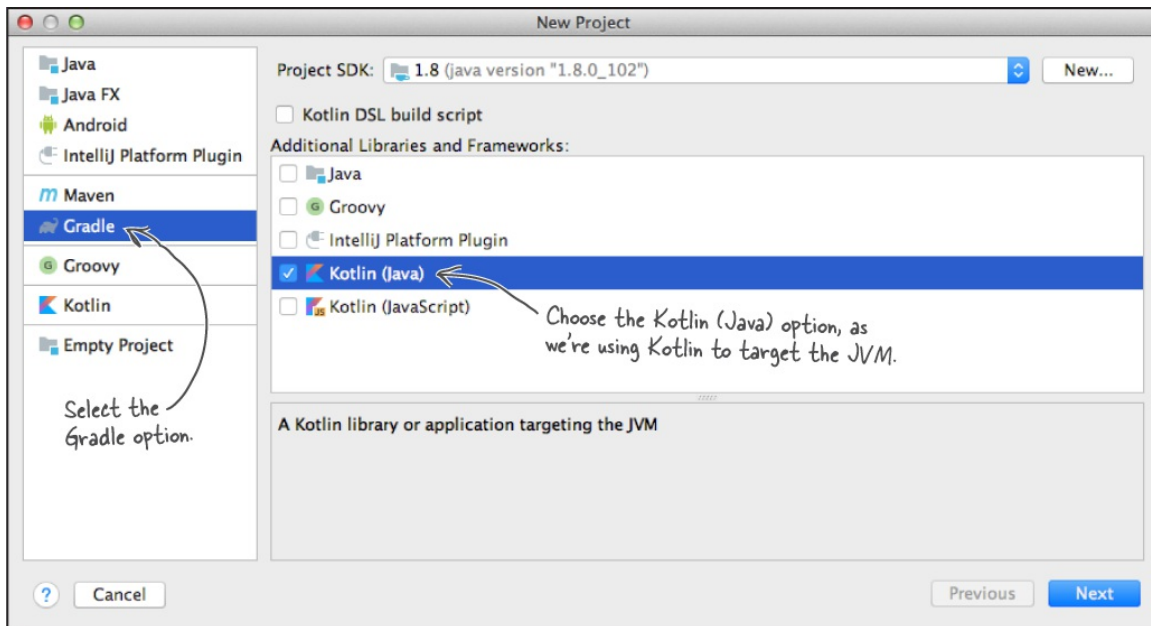 New Project
Java
Java FX
Android
IntelliJ Platform Plugin
Maven
Gradle
Groovy
Kotlin
Empty Project
Select the
Gradle option.
Project SDK: 1.8 (java version "1.8.0_102") New...
Kotlin DSL build script
Additional Libraries and Frameworks:
Java
Groovy
IntelliJ Platform Plugin
Kotlin (Java)
Kotlin (JavaScript)
Choose the Kotlin (Java) option, as
we're using Kotlin to target the JVM.
A Kotlin library or application targeting the JVM
? Cancel Previous Next